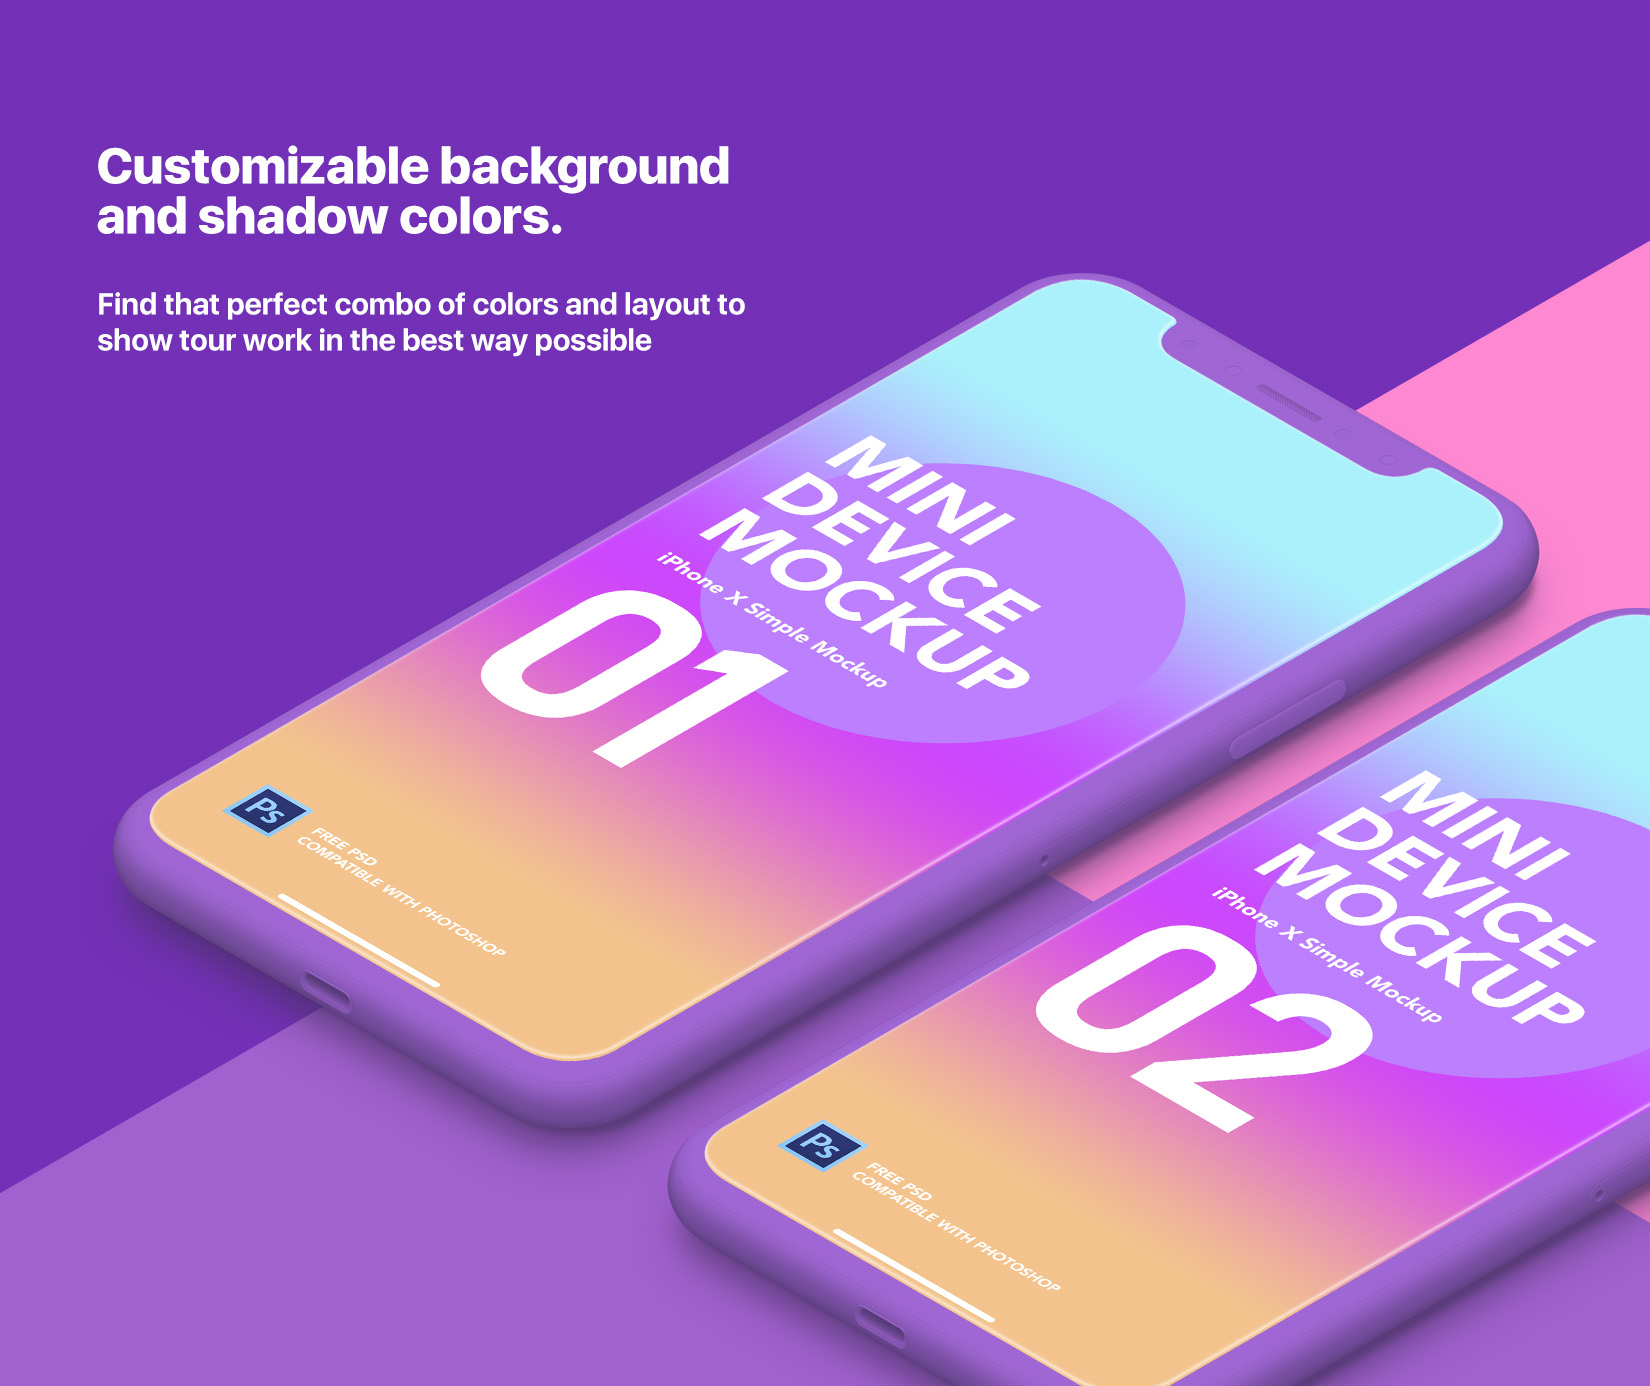 Customizable background
and shadow colors.
Find that perfect combo of colors and layout to
show tour work in the best way possible
MINI
DEVICE
MOCKUP
iPhone X Simple Mockup
01
Ps
FREE PSD
COMPATIBLE WITH PHOTOSHOP
MINI
DEVICE
MOCKUP
iPhone X Simple Mockup
02
Ps
FREE PSD
COMPATIBLE WITH PHOTOSHOP